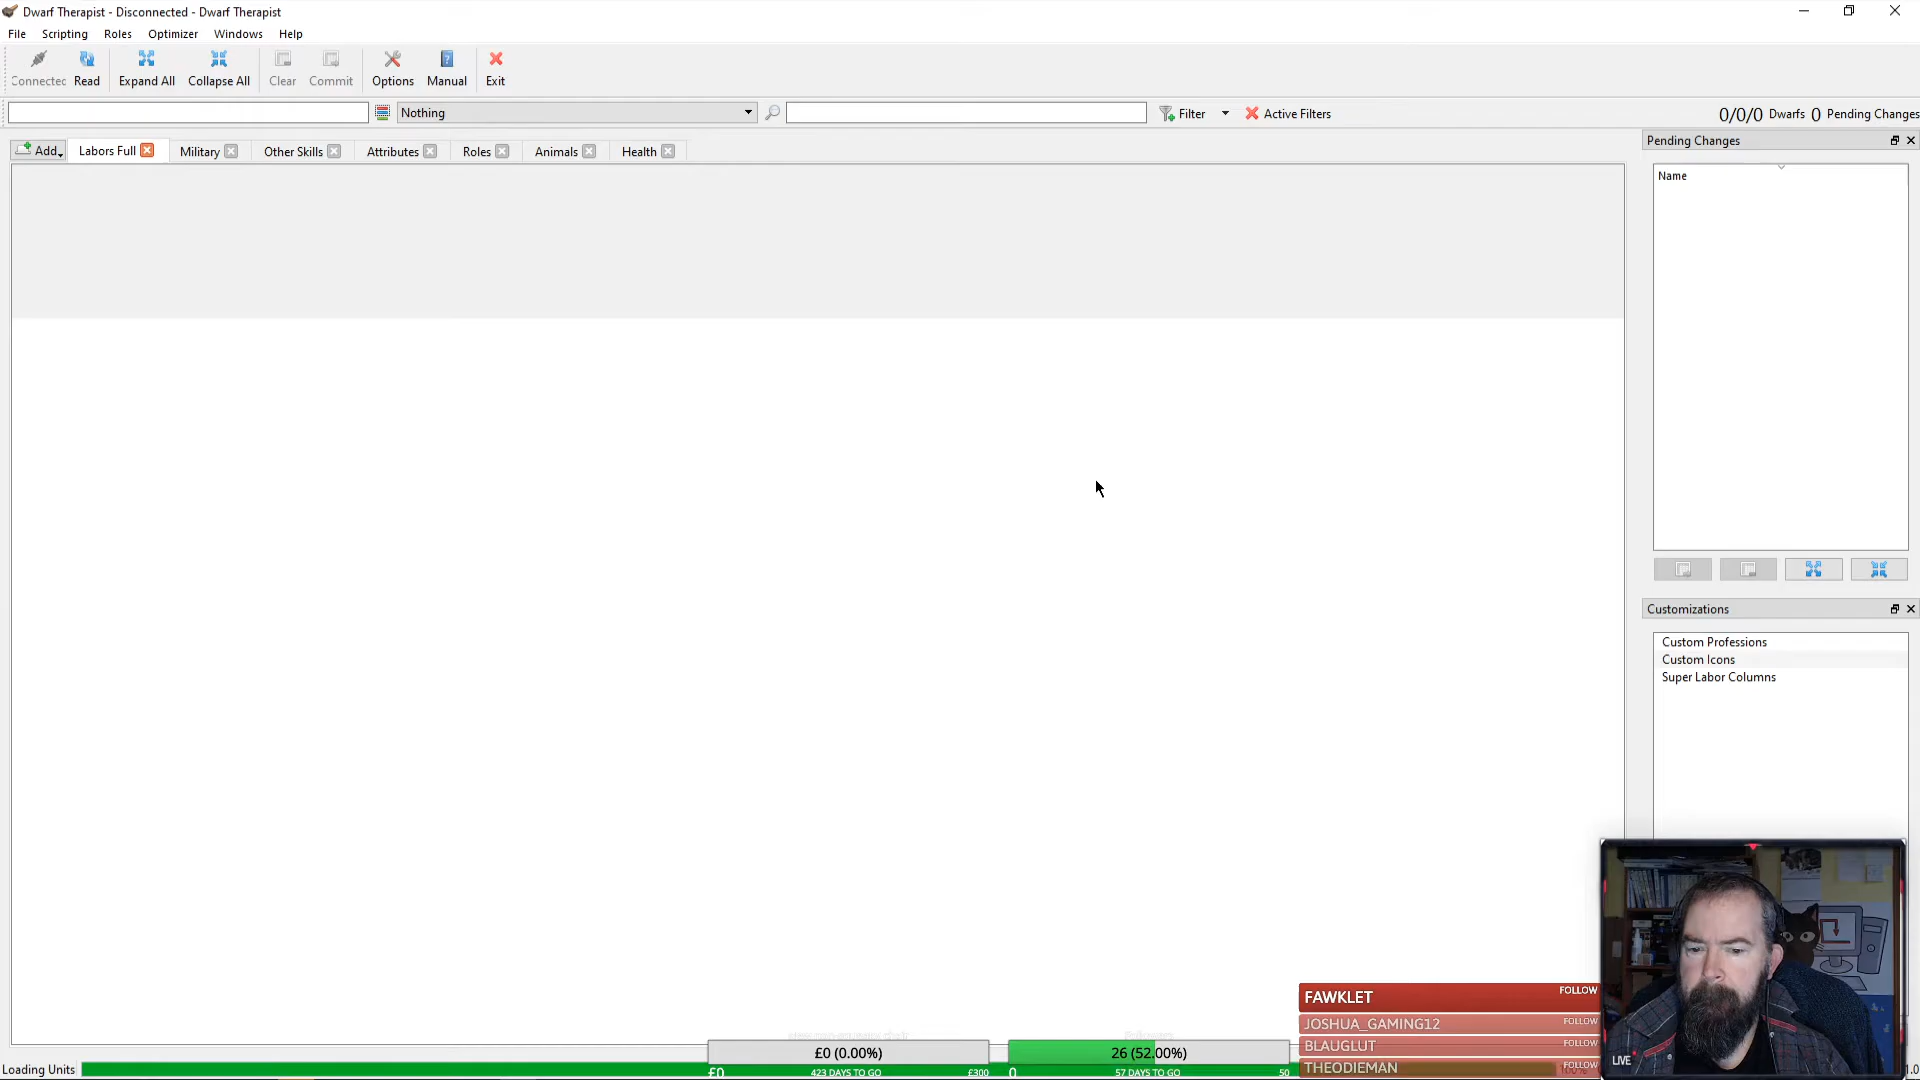 Dwarf Therapist - Disconnected - Dwarf Therapist
File Scripting Roles Optimizer Windows Help
Connected Read Expand All Collapse All Clear Commit Options Manual Exit
Nothing Filter Active Filters 0/0/0 Dwarfs 0 Pending Changes
Add Labors Full Military Other Skills Attributes Roles Animals Health
Pending Changes
Name
Customizations
Custom Professions
Custom Icons
Super Labor Columns
FAWKLET FOLLOW
JOSHUA_GAMING12 FOLLOW
BLAUGLUT FOLLOW
THEODIEMAN FOLLOW
£0 (0.00%)
£0 423 DAYS TO GO £300
26 (52.00%)
0 57 DAYS TO GO 50
LIVE
Loading Units